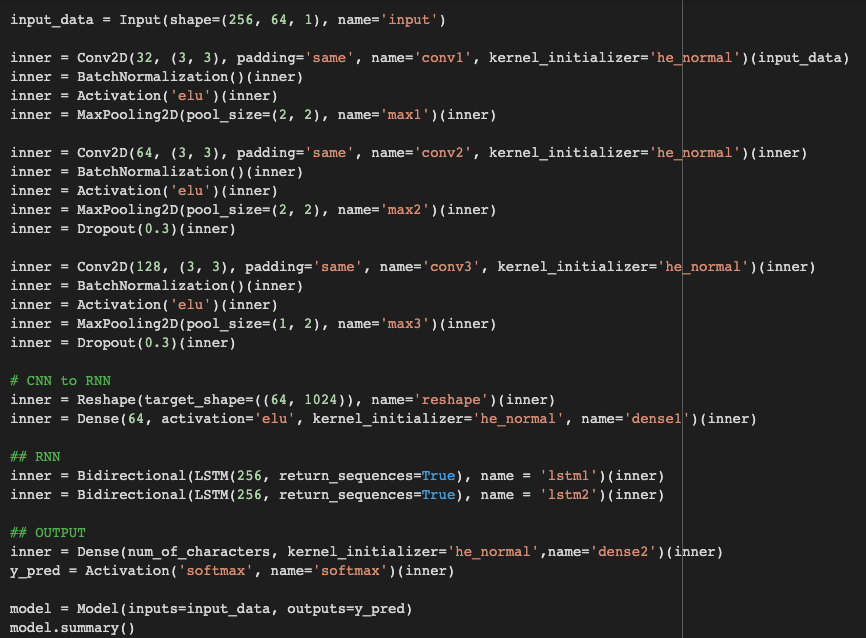 input_data = Input(shape=(256, 64, 1), name='input')
inner = Conv2D(32, (3, 3), padding='same', name='conv1', kernel_initializer='he_normal')(input_data)
inner = BatchNormalization()(inner)
inner = Activation('elu')(inner)
inner = MaxPooling2D(pool_size=(2, 2), name='max1')(inner)
inner = Conv2D(64, (3, 3), padding='same', name='conv2', kernel_initializer='he_normal')(inner)
inner = BatchNormalization()(inner)
inner = Activation('elu')(inner)
inner = MaxPooling2D(pool_size=(2, 2), name='max2')(inner)
inner = Dropout(0.3)(inner)
inner = Conv2D(128, (3, 3), padding='same', name='conv3', kernel_initializer='he_normal')(inner)
inner = BatchNormalization()(inner)
inner = Activation('elu')(inner)
inner = MaxPooling2D(pool_size=(1, 2), name='max3')(inner)
inner = Dropout(0.3)(inner)
# CNN to RNN
inner = Reshape(target_shape=((64, 1024)), name='reshape')(inner)
inner = Dense(64, activation='elu', kernel_initializer='he_normal', name='dense1')(inner)
## RNN
inner = Bidirectional(LSTM(256, return_sequences=True), name = 'lstm1')(inner)
inner = Bidirectional(LSTM(256, return_sequences=True), name = 'lstm2')(inner)
## OUTPUT
inner = Dense(num_of_characters, kernel_initializer='he_normal',name='dense2')(inner)
y_pred = Activation('softmax', name='softmax')(inner)
model = Model(inputs=input_data, outputs=y_pred)
model.summary()